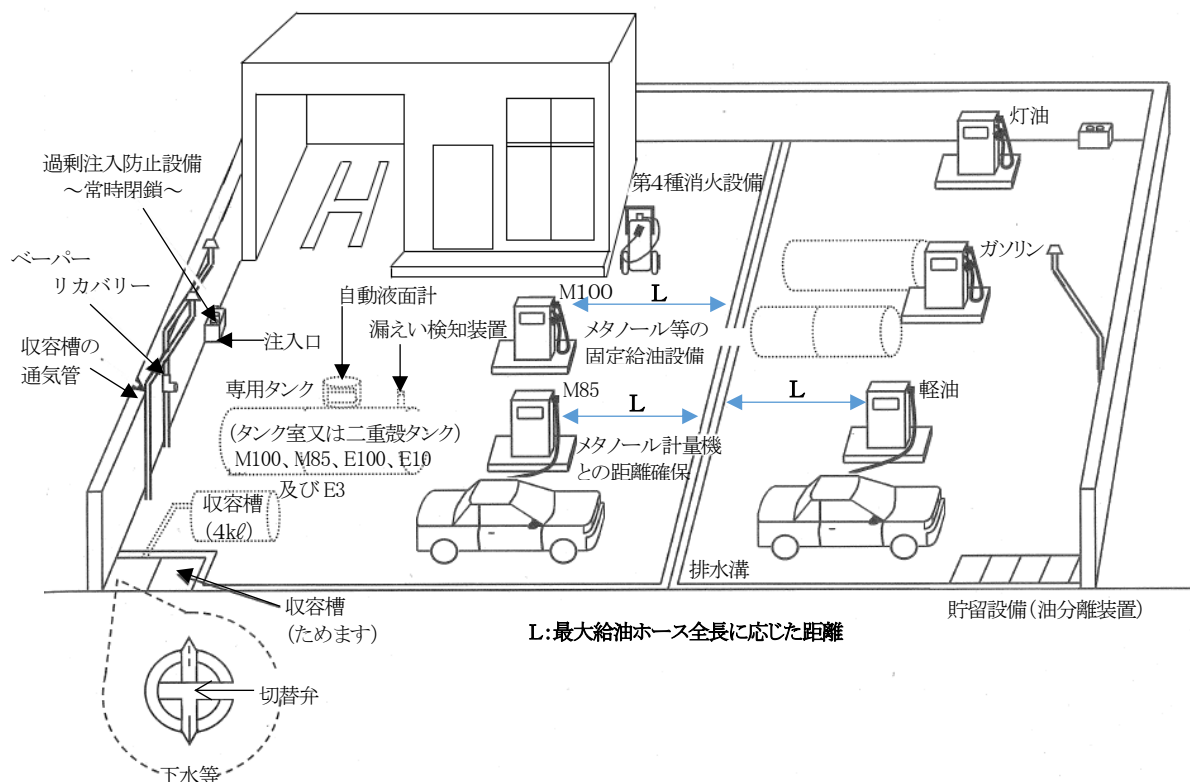 灯油
過剰注入防止設備
～常時閉鎖～
第4種消火設備
ベーパー
リカバリー
ガソリン
自動液面計
M100
L
漏えい検知装置
メタノール等の
固定給油設備
注入口
収容槽の
通気管
専用タンク
M85
L
L
軽油
(タンク室又は二重殻タンク)
M100、M85、E100、E10
及びE3
メタノール計量機
との距離確保
収容槽
(4kℓ)
排水溝
収容槽
(ためます)
貯留設備(油分離装置)
L：最大給油ホース全長に応じた距離
切替弁
下水等